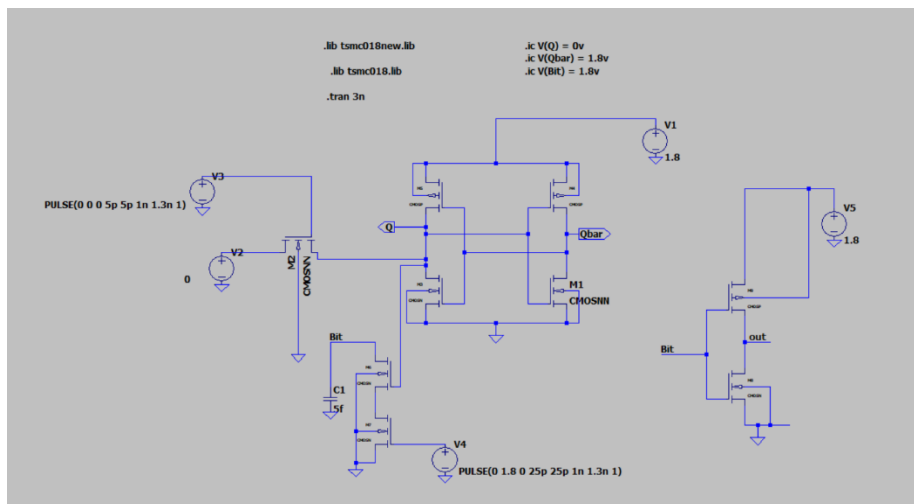 .lib tsmc018new.lib
.ic V(Q) = 0v
.ic V(Qbar) = 1.8v
.lib tsmc018.lib
.ic V(Bit) = 1.8v
.tran 3n
V1
1.8
V3
PULSE(0 0 0 5p 5p 1n 1.3n 1)
Q
Qbar
V5
1.8
V2
0
M2
CMOSNN
M1
CMOSNN
Bit
Bit
out
C1
5f
V4
PULSE(0 1.8 0 25p 25p 1n 1.3n 1)